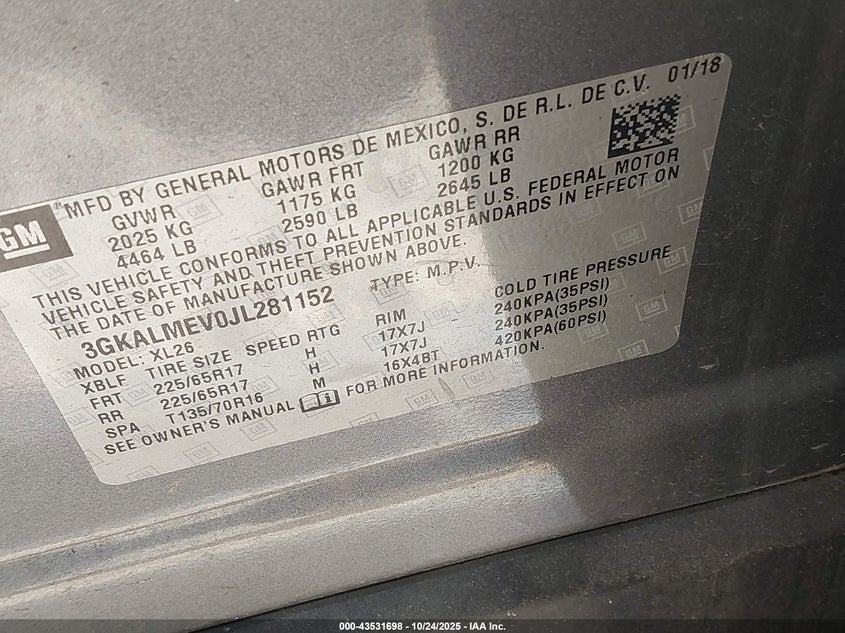 01/18
MFD BY GENERAL MOTORS DE MEXICO, S. DE R.L. DE C.V.
GM®
GVWR GAWR FRT GAWR RR
2025 KG 1175 KG 1200 KG
4464 LB 2590 LB 2645 LB
THIS VEHICLE CONFORMS TO ALL APPLICABLE U.S. FEDERAL MOTOR
VEHICLE SAFETY AND THEFT PREVENTION STANDARDS IN EFFECT ON
THE DATE OF MANUFACTURE SHOWN ABOVE.
3GKALMEV0JL281152 TYPE: M.P.V.
MODEL: XL26
XBLF TIRE SIZE SPEED RTG RIM COLD TIRE PRESSURE
FRT 225/65R17 H 17X7J 240KPA(35PSI)
RR 225/65R17 H 17X7J 240KPA(35PSI)
SPA T135/70R16 M 16X4BT 420KPA(60PSI)
SEE OWNER'S MANUAL FOR MORE INFORMATION.
000-43531698 - 10/24/2025 - IAA Inc.